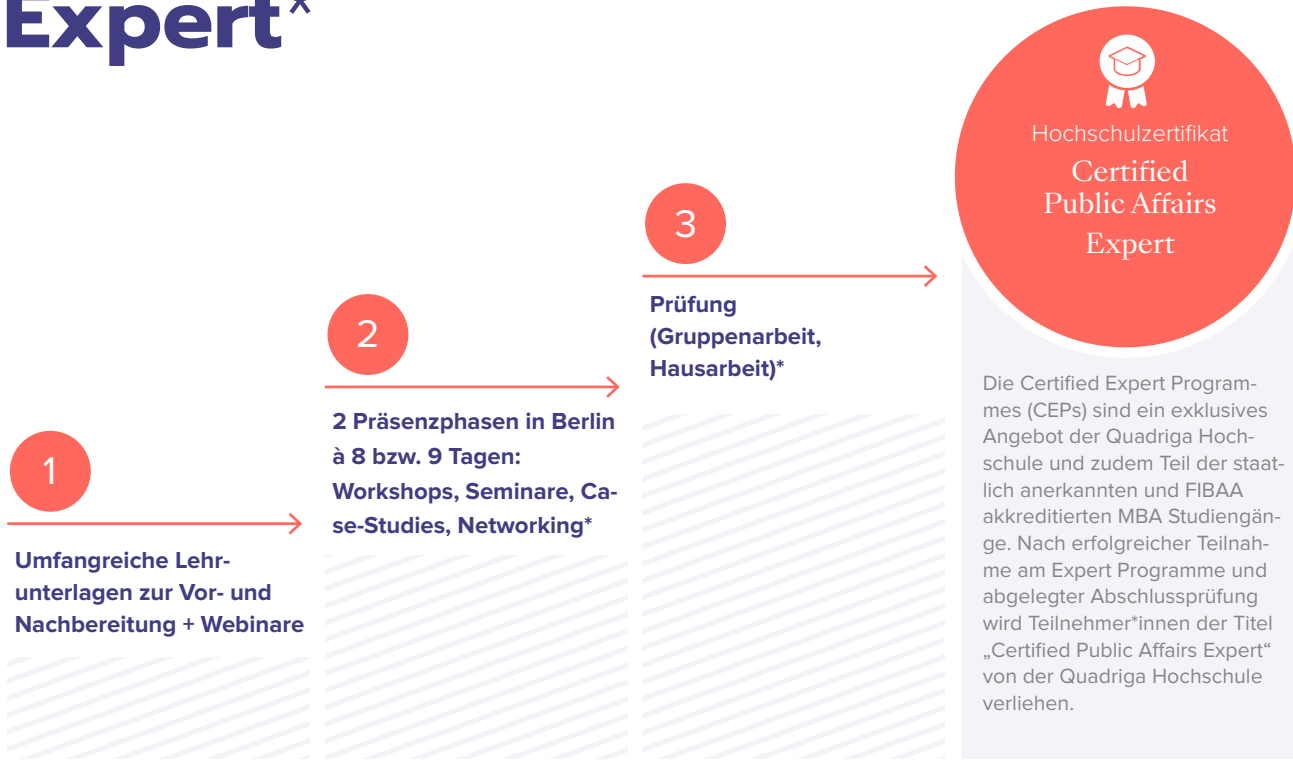 Expert*
1
Umfangreiche Lehr-
unterlagen zur Vor- und
Nachbereitung + Webinare
2
2 Präsenzphasen in Berlin
à 8 bzw. 9 Tagen:
Workshops, Seminare, Ca-
se-Studies, Networking*
3
Prüfung
(Gruppenarbeit,
Hausarbeit)*
Hochschulzertifikat
Certified
Public Affairs
Expert
Die Certified Expert Program-
mes (CEPs) sind ein exklusives
Angebot der Quadriga Hoch-
schule und zudem Teil der staat-
lich anerkannten und FIBAA
akkreditierten MBA Studiengän-
ge. Nach erfolgreicher Teilnah-
me am Expert Programme und
abgelegter Abschlussprüfung
wird Teilnehmer*innen der Titel
„Certified Public Affairs Expert“
von der Quadriga Hochschule
verliehen.